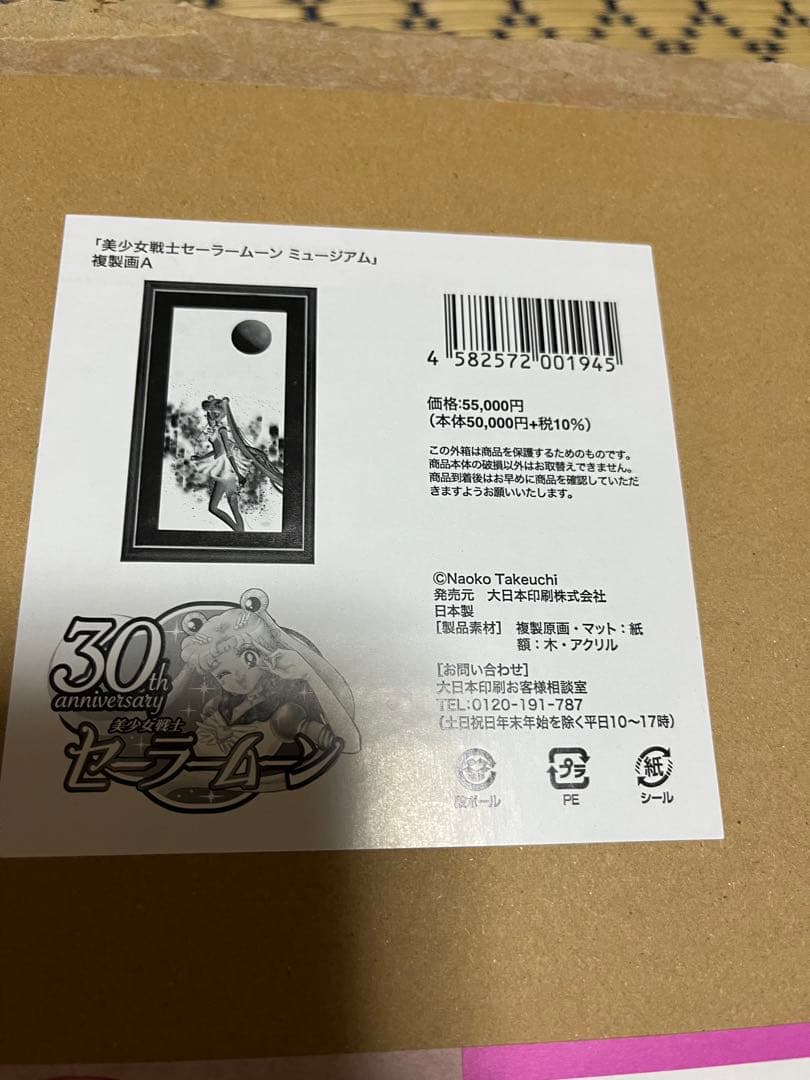 「美少女戦士セーラームーン ミュージアム」
複製画A
4 582572 001945
価格:55,000円
(本体50,000円+税10%)
この外箱は商品を保護するためのものです。
商品本体の破損以外はお取替えできません。
商品到着後はお早めに商品を確認していただ
きますようお願いいたします。
©Naoko Takeuchi
発売元 大日本印刷株式会社
日本製
[製品素材] 複製原画・マット:紙
額:木・アクリル
[お問い合わせ]
大日本印刷お客様相談室
TEL:0120-191-787
(土日祝日年末年始を除く平日10~17時)
30th
anniversary
美少女戦士
セーラームーン
段ボール
プラ
PE
紙
シール